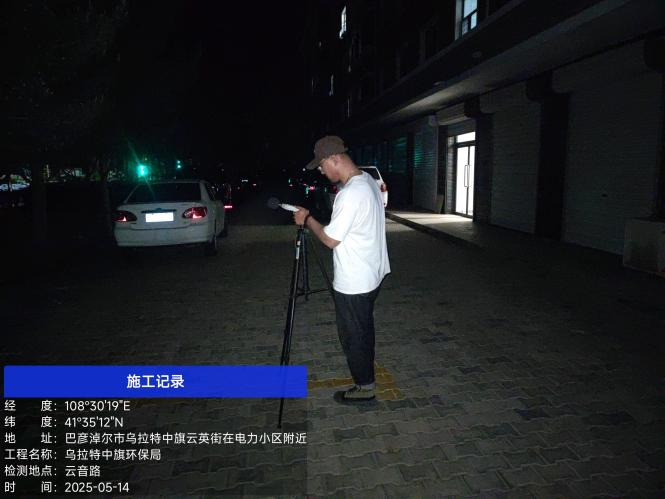 施工记录
经 度：108°30'19"E
纬 度：41°35'12"N
地 址：巴彦淖尔市乌拉特中旗云英街在电力小区附近
工程名称：乌拉特中旗环保局
检测地点：云音路
时 间：2025-05-14